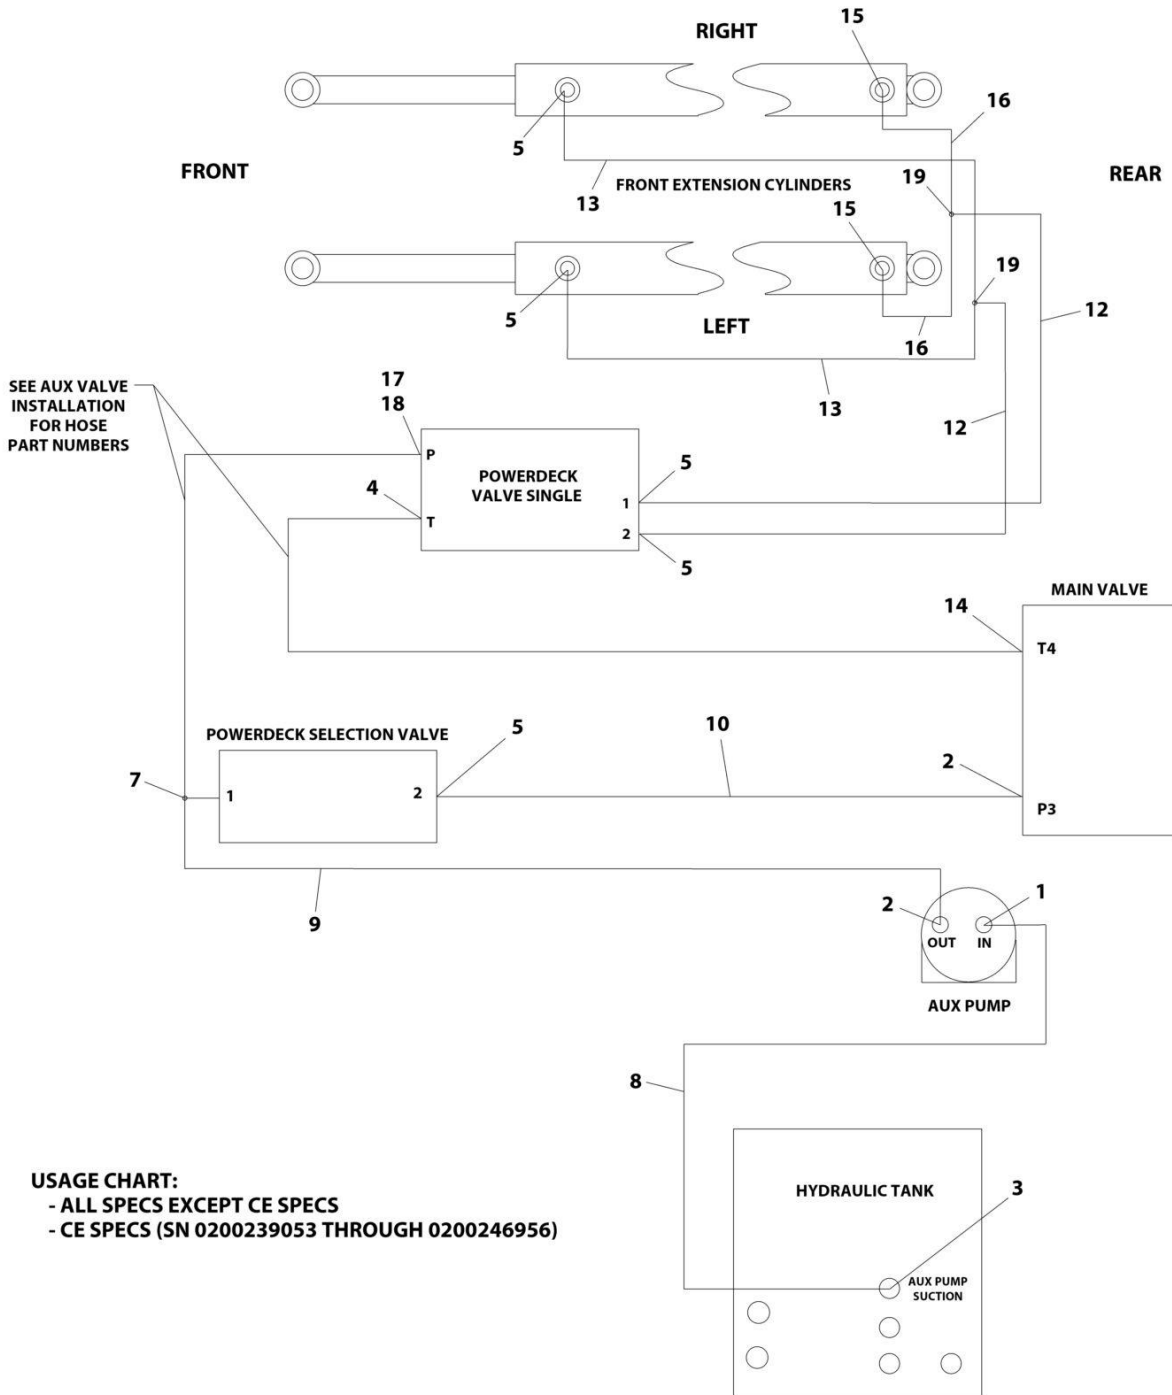 RIGHT
15
16
5
FRONT
REAR
13
FRONT EXTENSION CYLINDERS
19
15
19
5
LEFT
16
12
13
12
SEE AUX VALVE
INSTALLATION
FOR HOSE
PART NUMBERS
17
18
P
4
T
POWERDECK
VALVE SINGLE
5
1
2
5
MAIN VALVE
14
T4
POWERDECK SELECTION VALVE
5
10
2
7
1
2
P3
9
2
1
OUT
IN
AUX PUMP
8
USAGE CHART:
- ALL SPECS EXCEPT CE SPECS
- CE SPECS (SN 0200239053 THROUGH 0200246956)
HYDRAULIC TANK
3
AUX PUMP
SUCTION